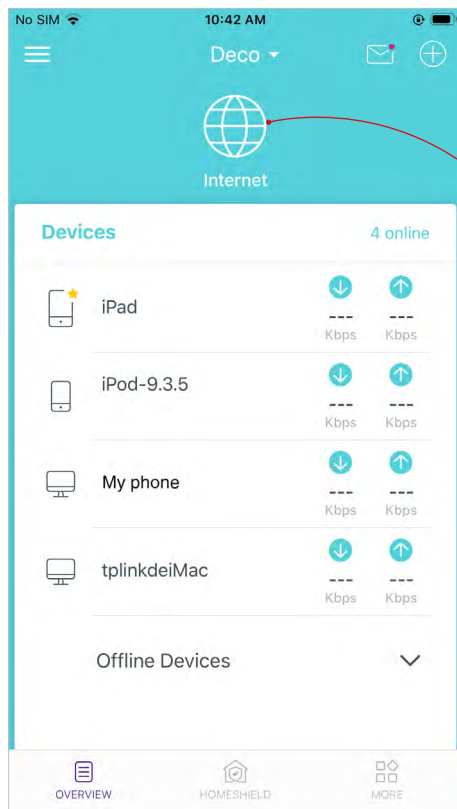 No SIM 10:42 AM
Deco
Internet
Devices 4 online
iPad
--- ---
Kbps Kbps
iPod-9.3.5
--- ---
Kbps Kbps
My phone
--- ---
Kbps Kbps
tplinkdeiMac
--- ---
Kbps Kbps
Offline Devices
OVERVIEW HOMESHIELD MORE